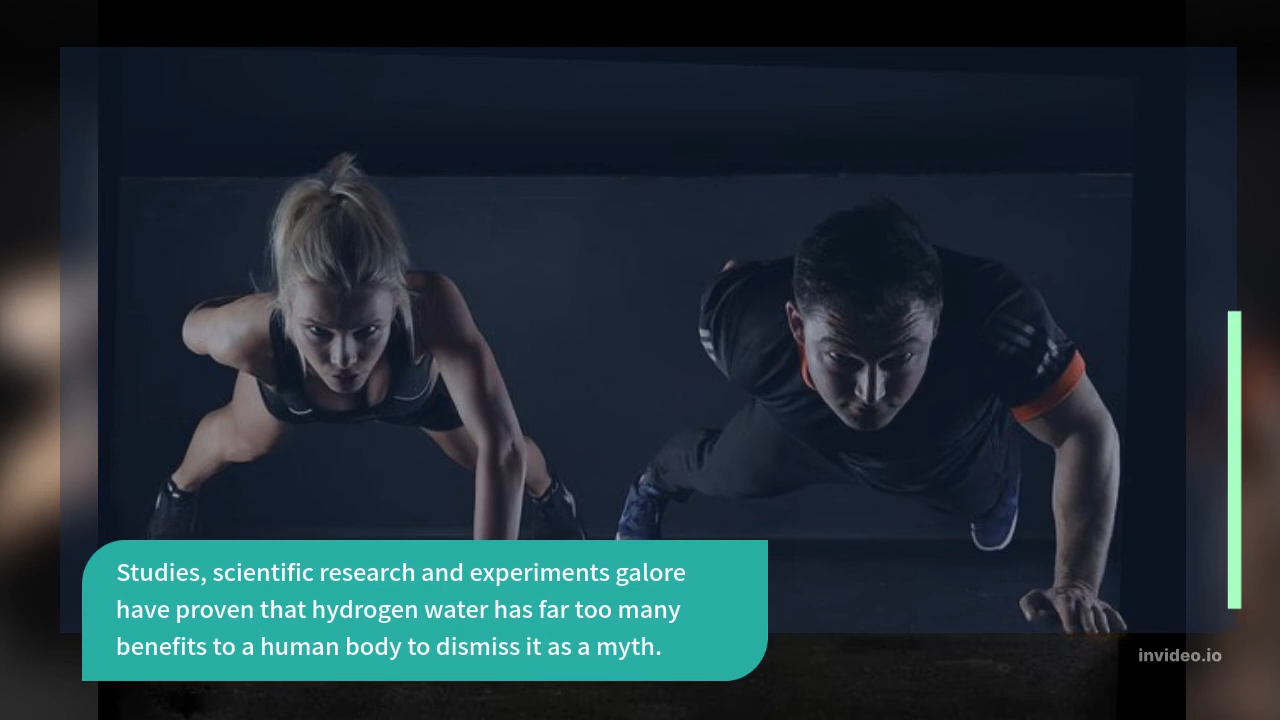 Studies, scientific research and experiments galore
have proven that hydrogen water has far too many
benefits to a human body to dismiss it as a myth.
invideo.io